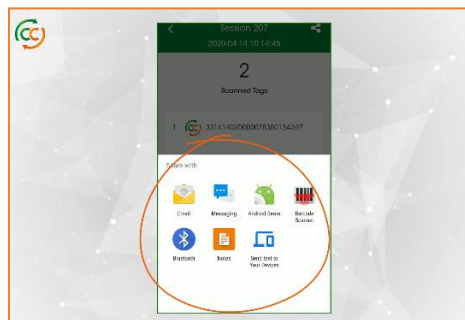 Session 207
2020-04-14 10:14:45
2
Scanned Tags
1
Share with
Email
Messaging
Android Beam
Barcode
Scanner
Bluetooth
Notes
Send text to
Your Devices